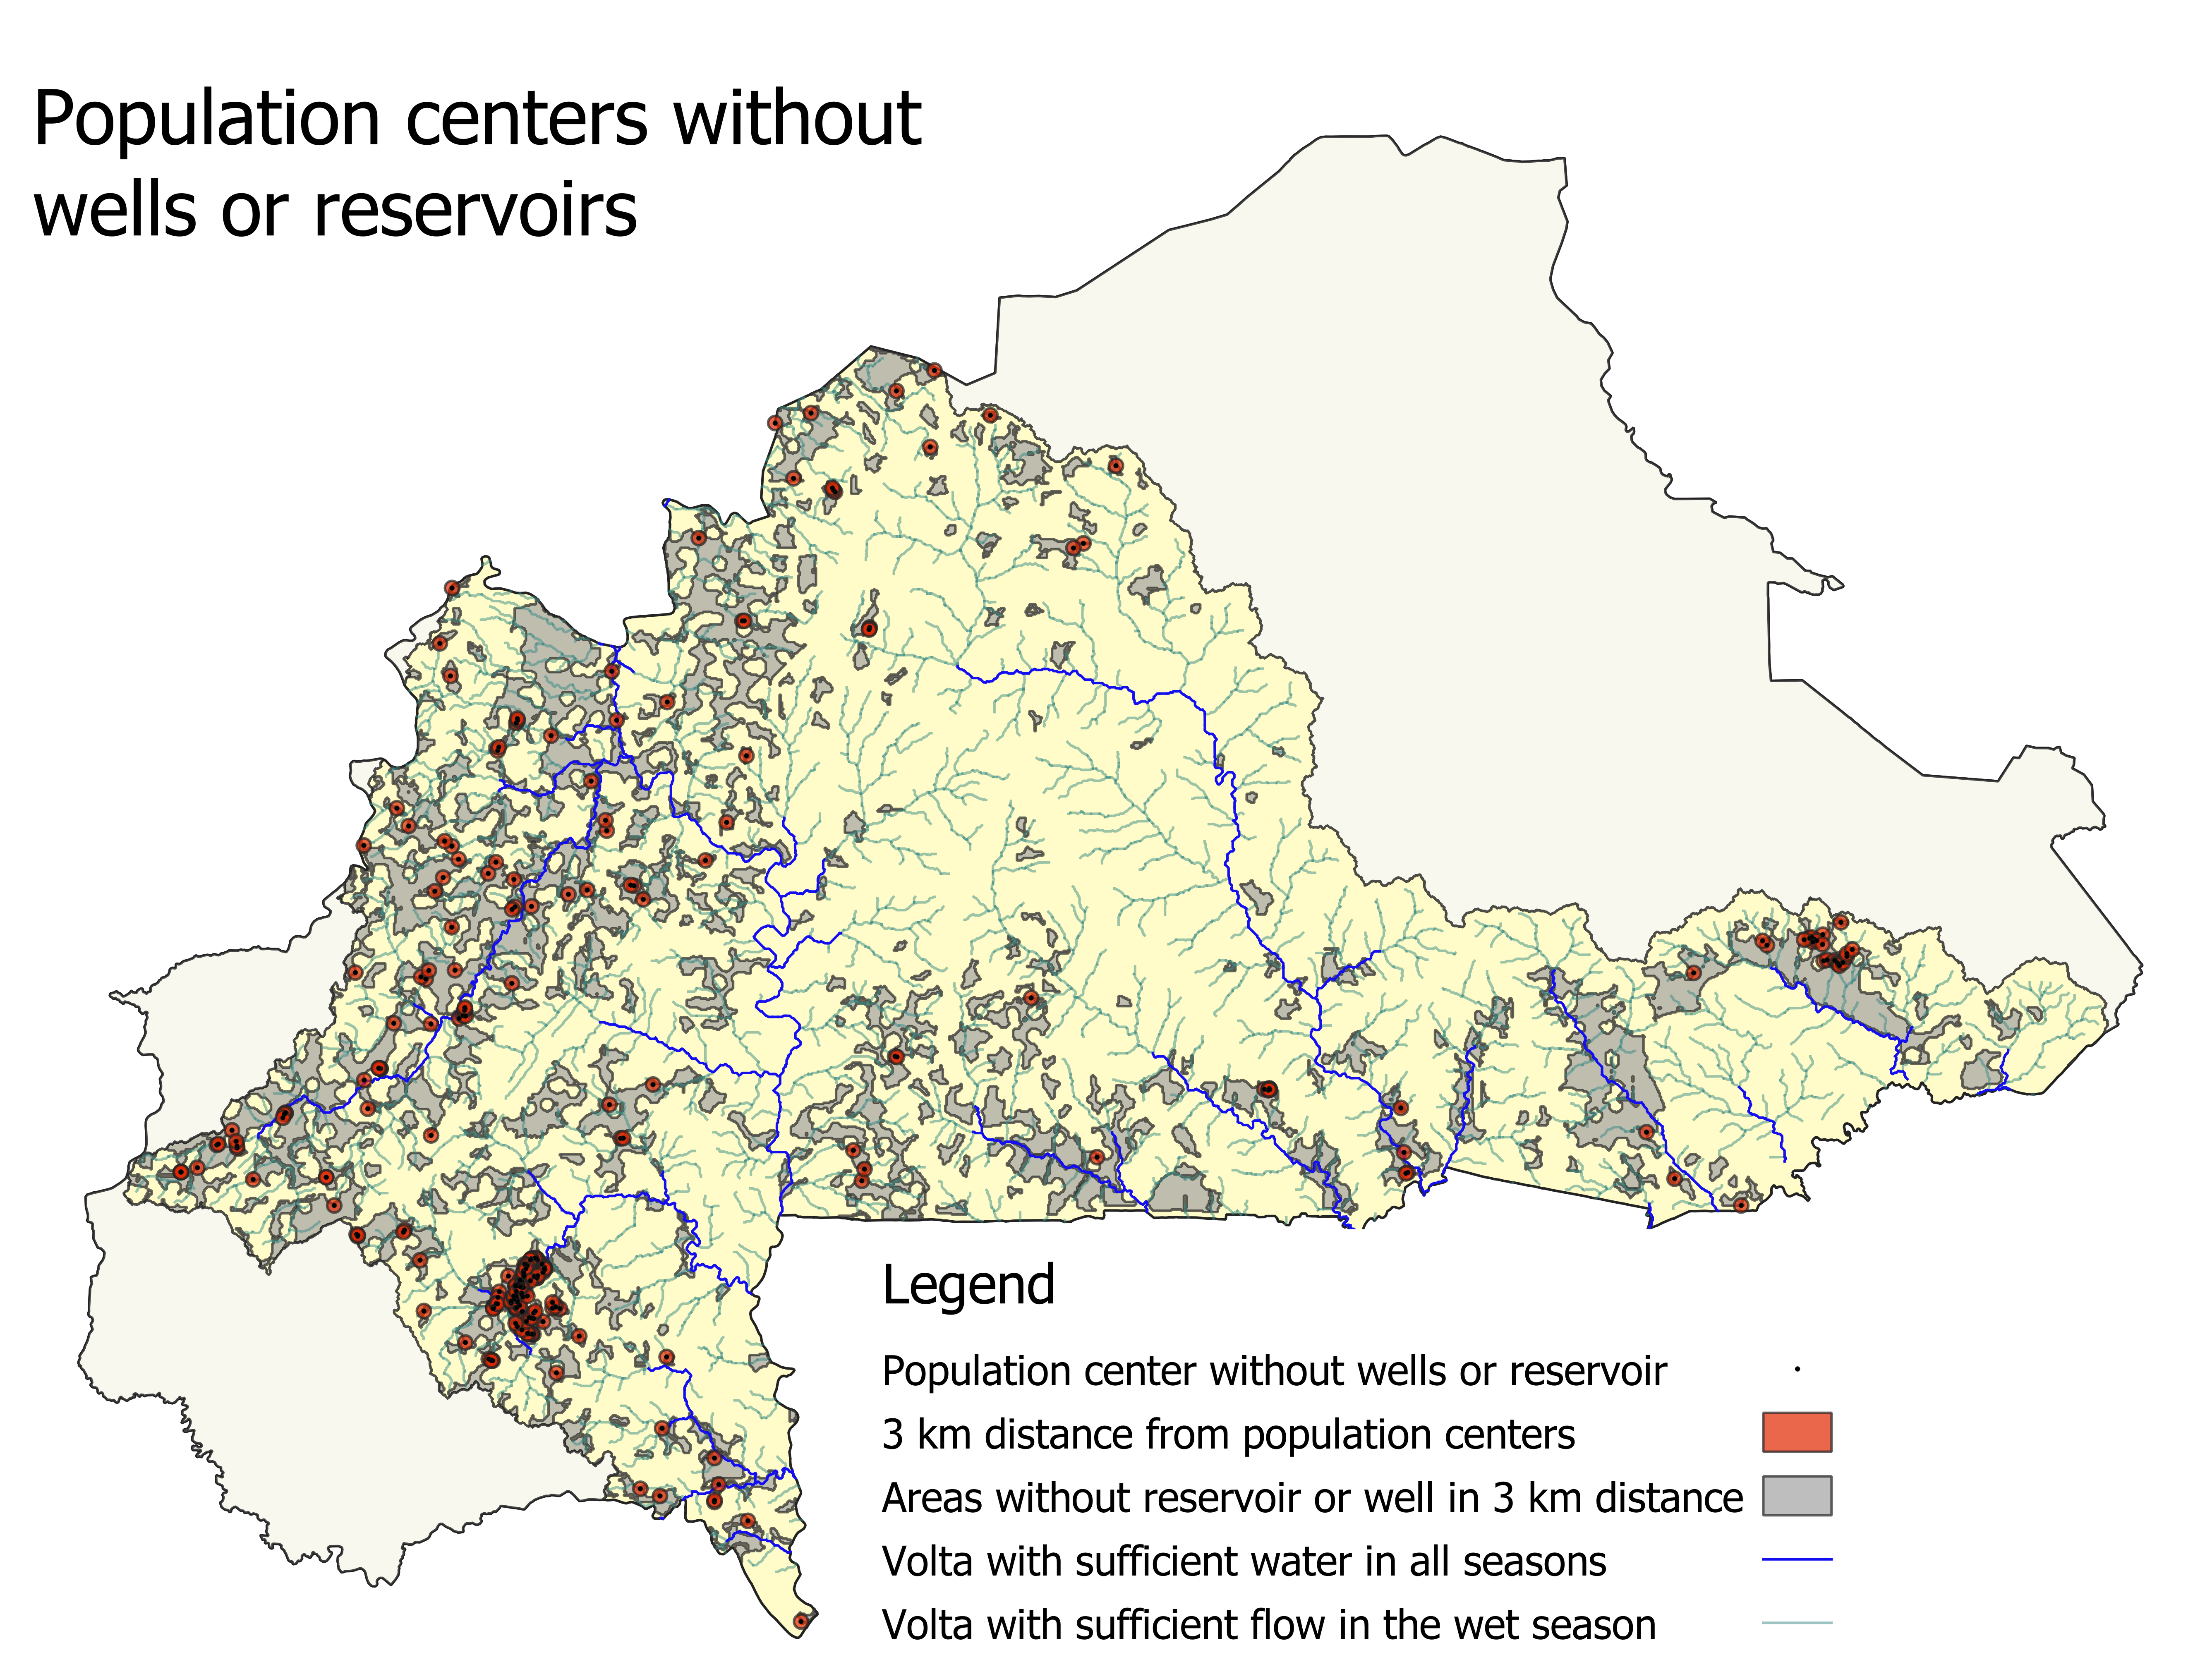 Population centers without
wells or reservoirs
Legend
Population center without wells or reservoir
3 km distance from population centers
Areas without reservoir or well in 3 km distance
Volta with sufficient water in all seasons
Volta with sufficient flow in the wet season